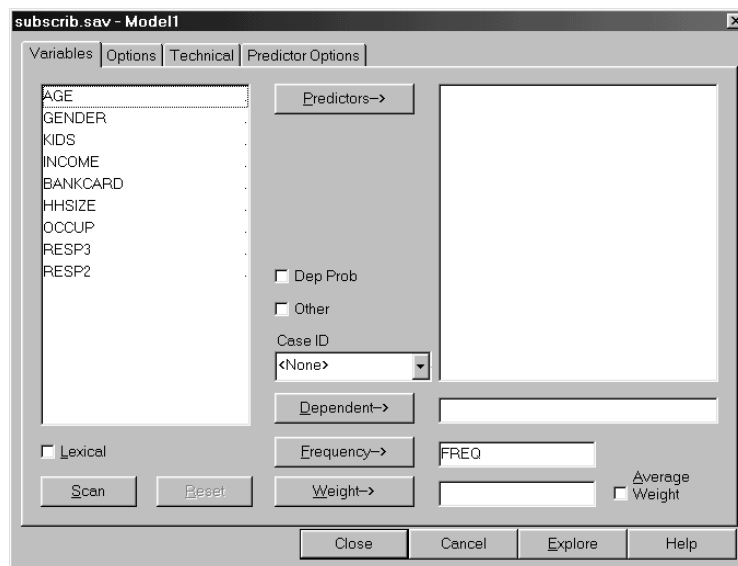 subscrib.sav - Model1
Variables Options Technical Predictor Options
AGE .
GENDER .
KIDS .
INCOME .
BANKCARD .
HHSIZE .
OCCUP .
RESP3 .
RESP2 .
Predictors->
Dep Prob
Other
Case ID
<None>
Dependent->
Lexical
Frequency->
FREQ
Scan
Reset
Weight->
Average
Weight
Close
Cancel
Explore
Help